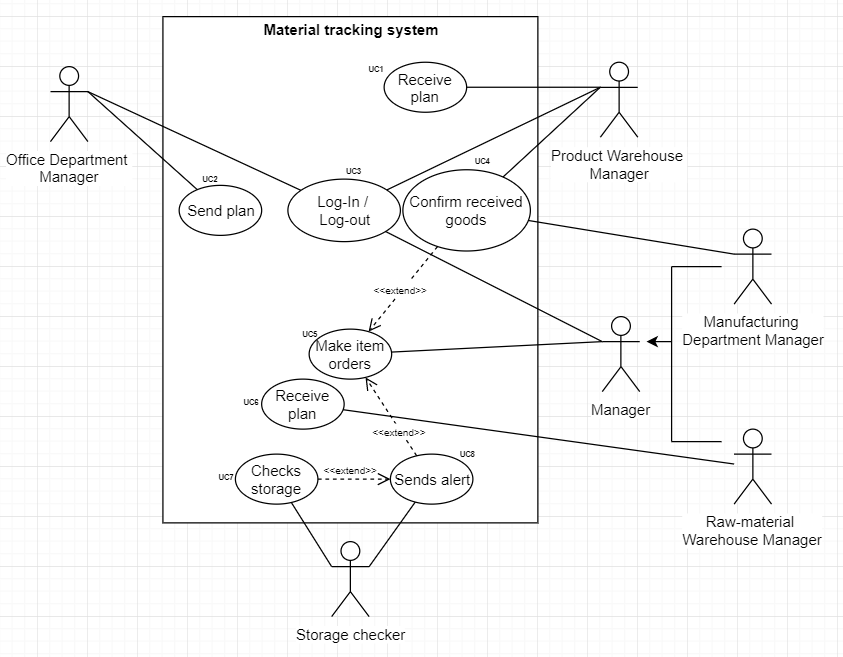 Material tracking system
UC1
Receive
plan
Office Department
Manager
Product Warehouse
Manager
UC2
Send plan
UC3
Log-In /
Log-out
UC4
Confirm received
goods
<<extend>>
Manufacturing
Department Manager
UC5
Make item
orders
Manager
UC6
Receive
plan
<<extend>>
UC7
Checks
storage
<<extend>>
UC8
Sends alert
Raw-material
Warehouse Manager
Storage checker